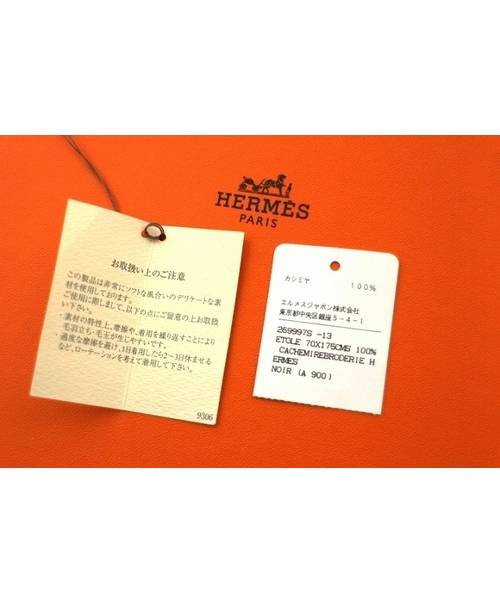 HERMÈS
PARIS
お取扱い上のご注意
この製品は非常にソフトな風合いのデリケートな素
材を使用しております。
ご使用に際しまして、以下の点にご留意の上お取扱
い下さい。
・素材の特性上、摩擦や、着用を繰り返すことにより
毛羽立ち・毛玉が生じやすいです。
・過度な摩擦を避け、1日着用したら2~3日休ませる
など、ローテーションを考えて着用して下さい。
9306
カシミヤ 100%
エルメスジャポン株式会社
東京都中央区銀座5-4-1
269997S -13
ETOLE 70X175CMS 100%
CACHEMIREBRODERIE H
ERMES
NOIR (A 900)